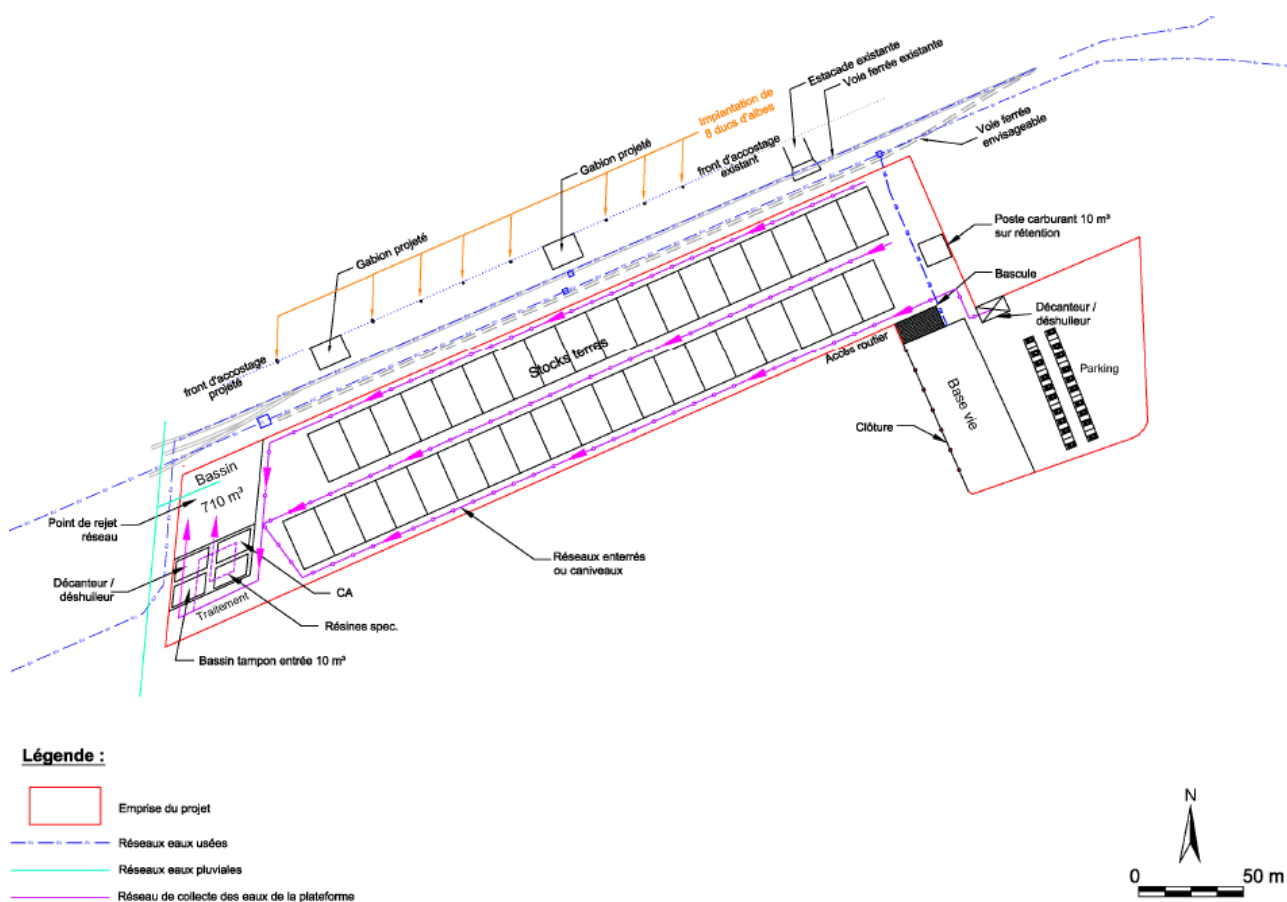 Estacade existante
Voie ferrée existante
Implantation de
8 ducs d'albes
Voie ferrée
envisageable
Gabion projeté
front d'accostage
existant
Gabion projeté
Poste carburant 10 m³
sur rétention
Bascule
Décanteur /
déshuileur
front d'accostage
projeté
Stocks terres
Accès routier
Parking
Base vie
Clôture
Bassin
710 m³
Point de rejet
réseau
Réseaux enterrés
ou caniveaux
Décanteur /
déshuileur
CA
Traitement
Résines spec.
Bassin tampon entrée 10 m³
Légende :
Emprise du projet
Réseaux eaux usées
Réseaux eaux pluviales
Réseau de collecte des eaux de la plateforme
N
0 50 m